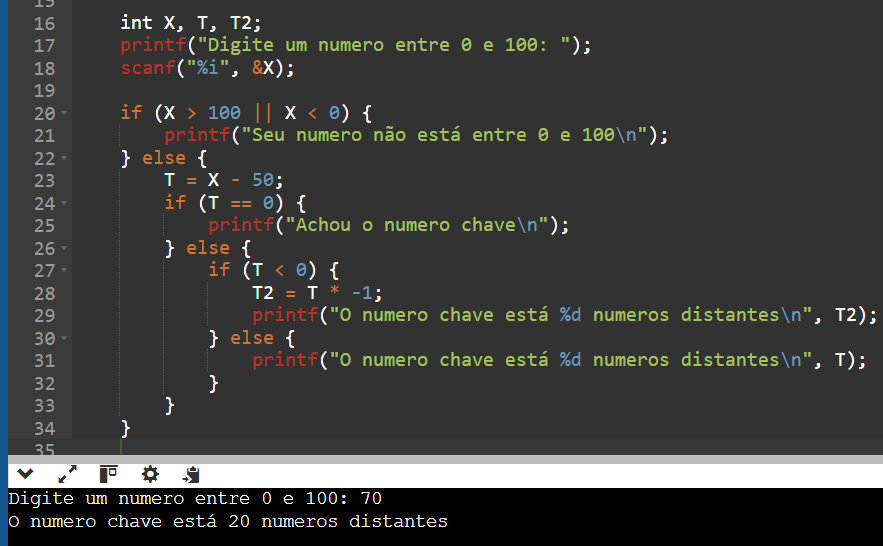 15
16 int X, T, T2;
17 printf("Digite um numero entre 0 e 100: ");
18 scanf("%i", &X);
19
20 if (X > 100 || X < 0) {
21 printf("Seu numero não está entre 0 e 100\n");
22 } else {
23 T = X - 50;
24 if (T == 0) {
25 printf("Achou o numero chave\n");
26 } else {
27 if (T < 0) {
28 T2 = T * -1;
29 printf("O numero chave está %d numeros distantes\n", T2);
30 } else {
31 printf("O numero chave está %d numeros distantes\n", T);
32 }
33 }
34 }
35
Digite um numero entre 0 e 100: 70
O numero chave está 20 numeros distantes